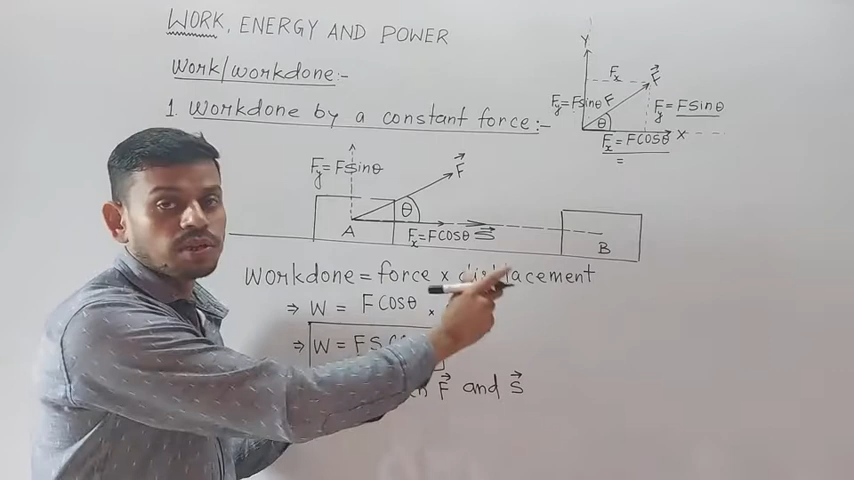 WORK, ENERGY AND POWER
Work/workdone:-
1. Workdone by a constant force:-
Y
Fx
F
Fy=Fsinθ F
Fy=Fsinθ
θ
Fx=FCOSθ X
=
Fy=Fsinθ
F
θ
A
Fx=FCOSθ S
B
Workdone = force × displacement
⇒ W = FCOSθ ×
⇒ W = FS
F and S